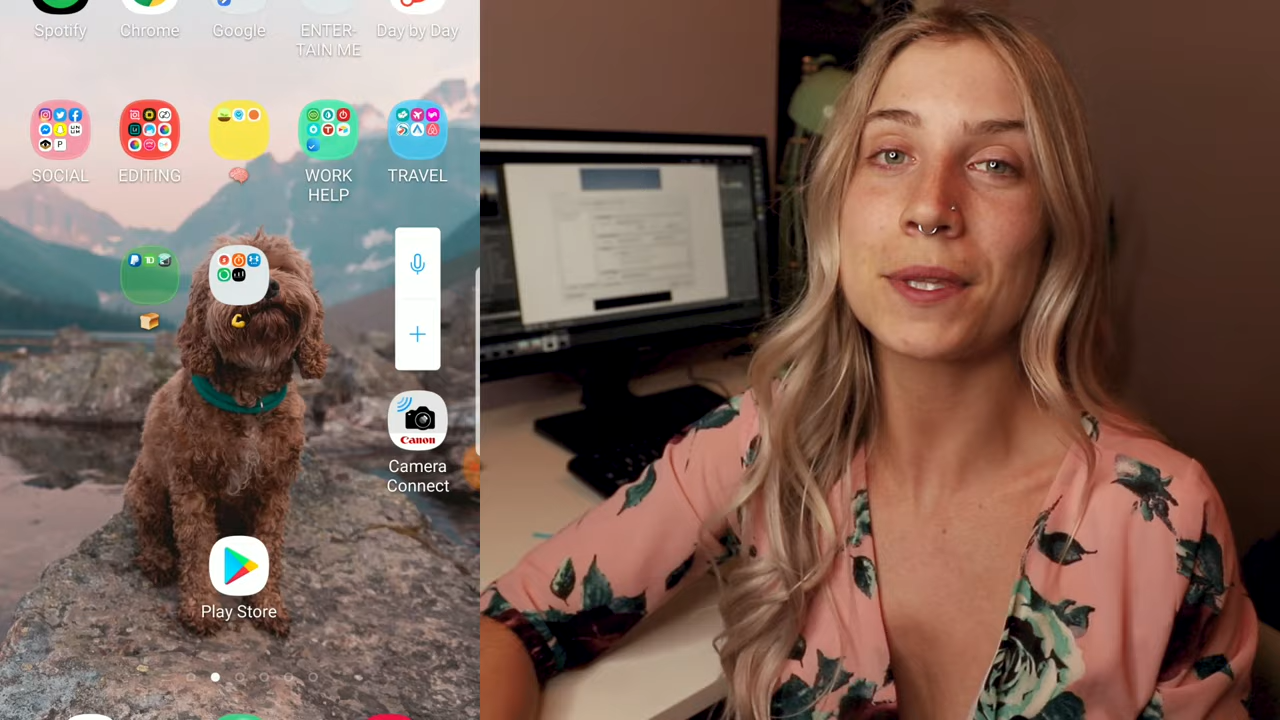 Spotify
Chrome
Google
ENTER-
TAIN ME
Day by Day
SOCIAL
EDITING
WORK
HELP
TRAVEL
Canon
Camera
Connect
Play Store